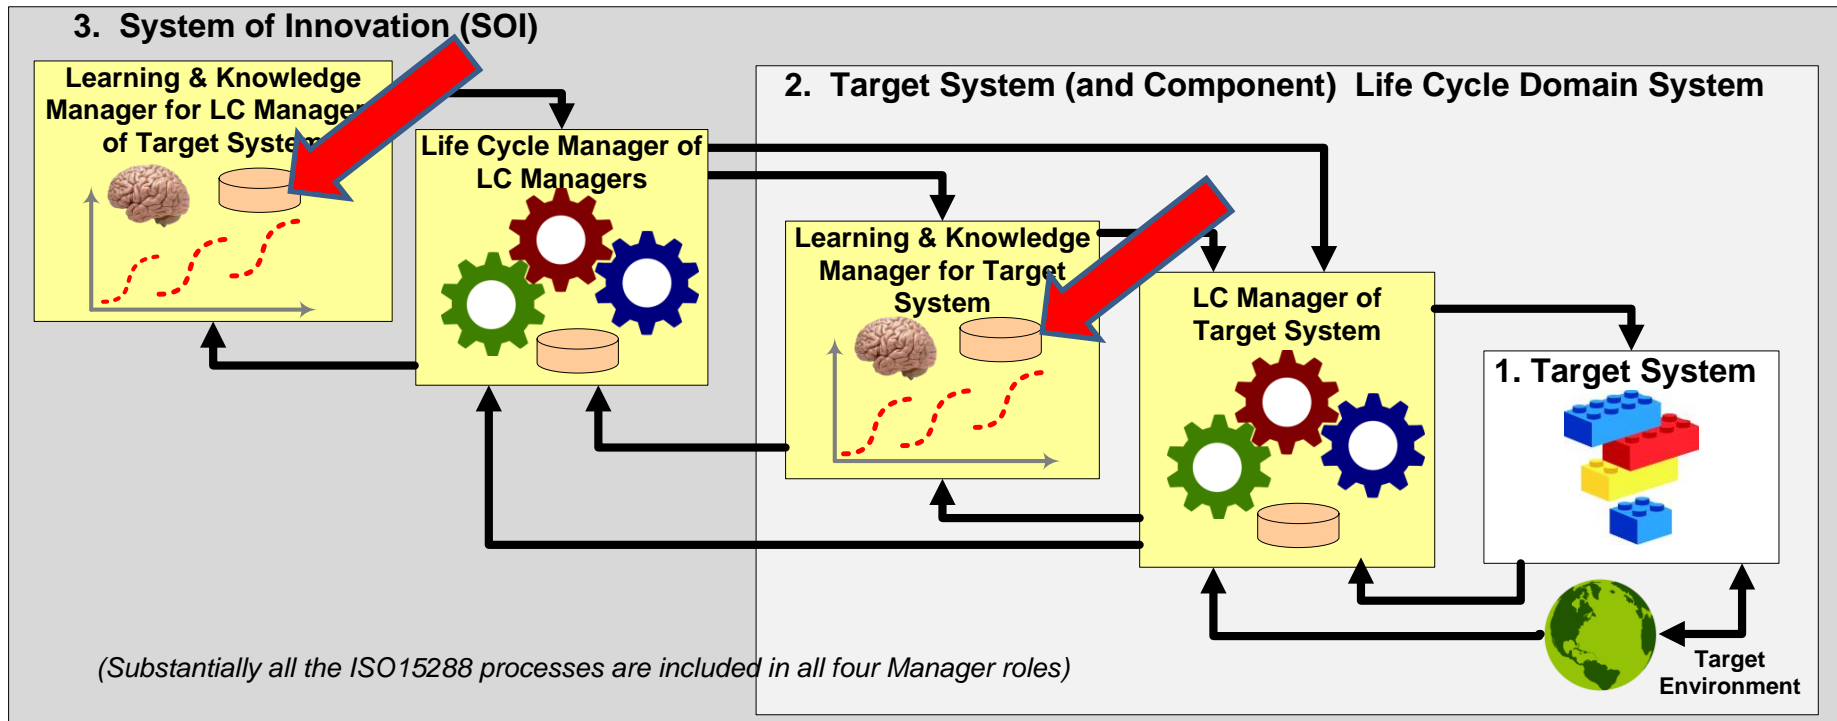 3. System of Innovation (SOI)
Learning & Knowledge
Manager for LC Manager
of Target System
Life Cycle Manager of
LC Managers
2. Target System (and Component) Life Cycle Domain System
Learning & Knowledge
Manager for Target
System
LC Manager of
Target System
1. Target System
Target
Environment
(Substantially all the ISO15288 processes are included in all four Manager roles)